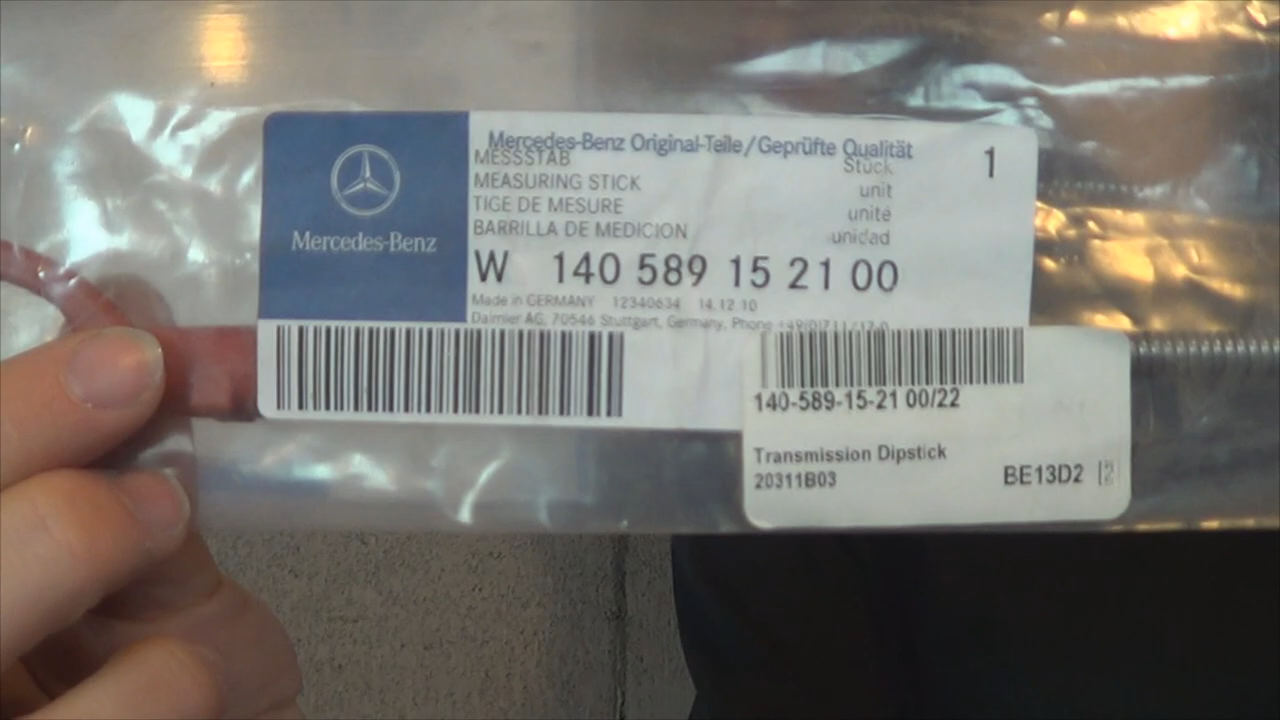 Mercedes-Benz
Mercedes-Benz Original-Teile/Geprüfte Qualität
1
MESSSTAB Stück
MEASURING STICK unit
TIGE DE MESURE unité
BARRILLA DE MEDICION unidad
W 140 589 15 21 00
Made in GERMANY 12340634 14.12.10
Daimler AG, 70546 Stuttgart, Germany, Phone
140-589-15-21 00/22
Transmission Dipstick
20311B03 BE13D2